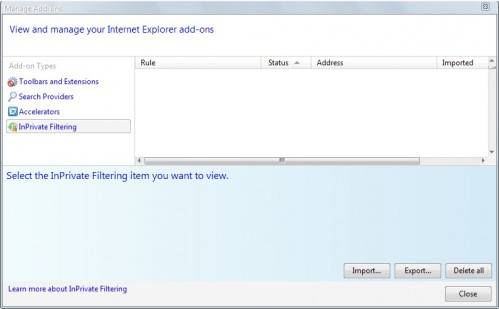 Manage Add-ons
View and manage your Internet Explorer add-ons
Add-on Types
Toolbars and Extensions
Search Providers
Accelerators
InPrivate Filtering
Rule Status Address Imported
Select the InPrivate Filtering item you want to view.
Import... Export... Delete all
Learn more about InPrivate Filtering
Close